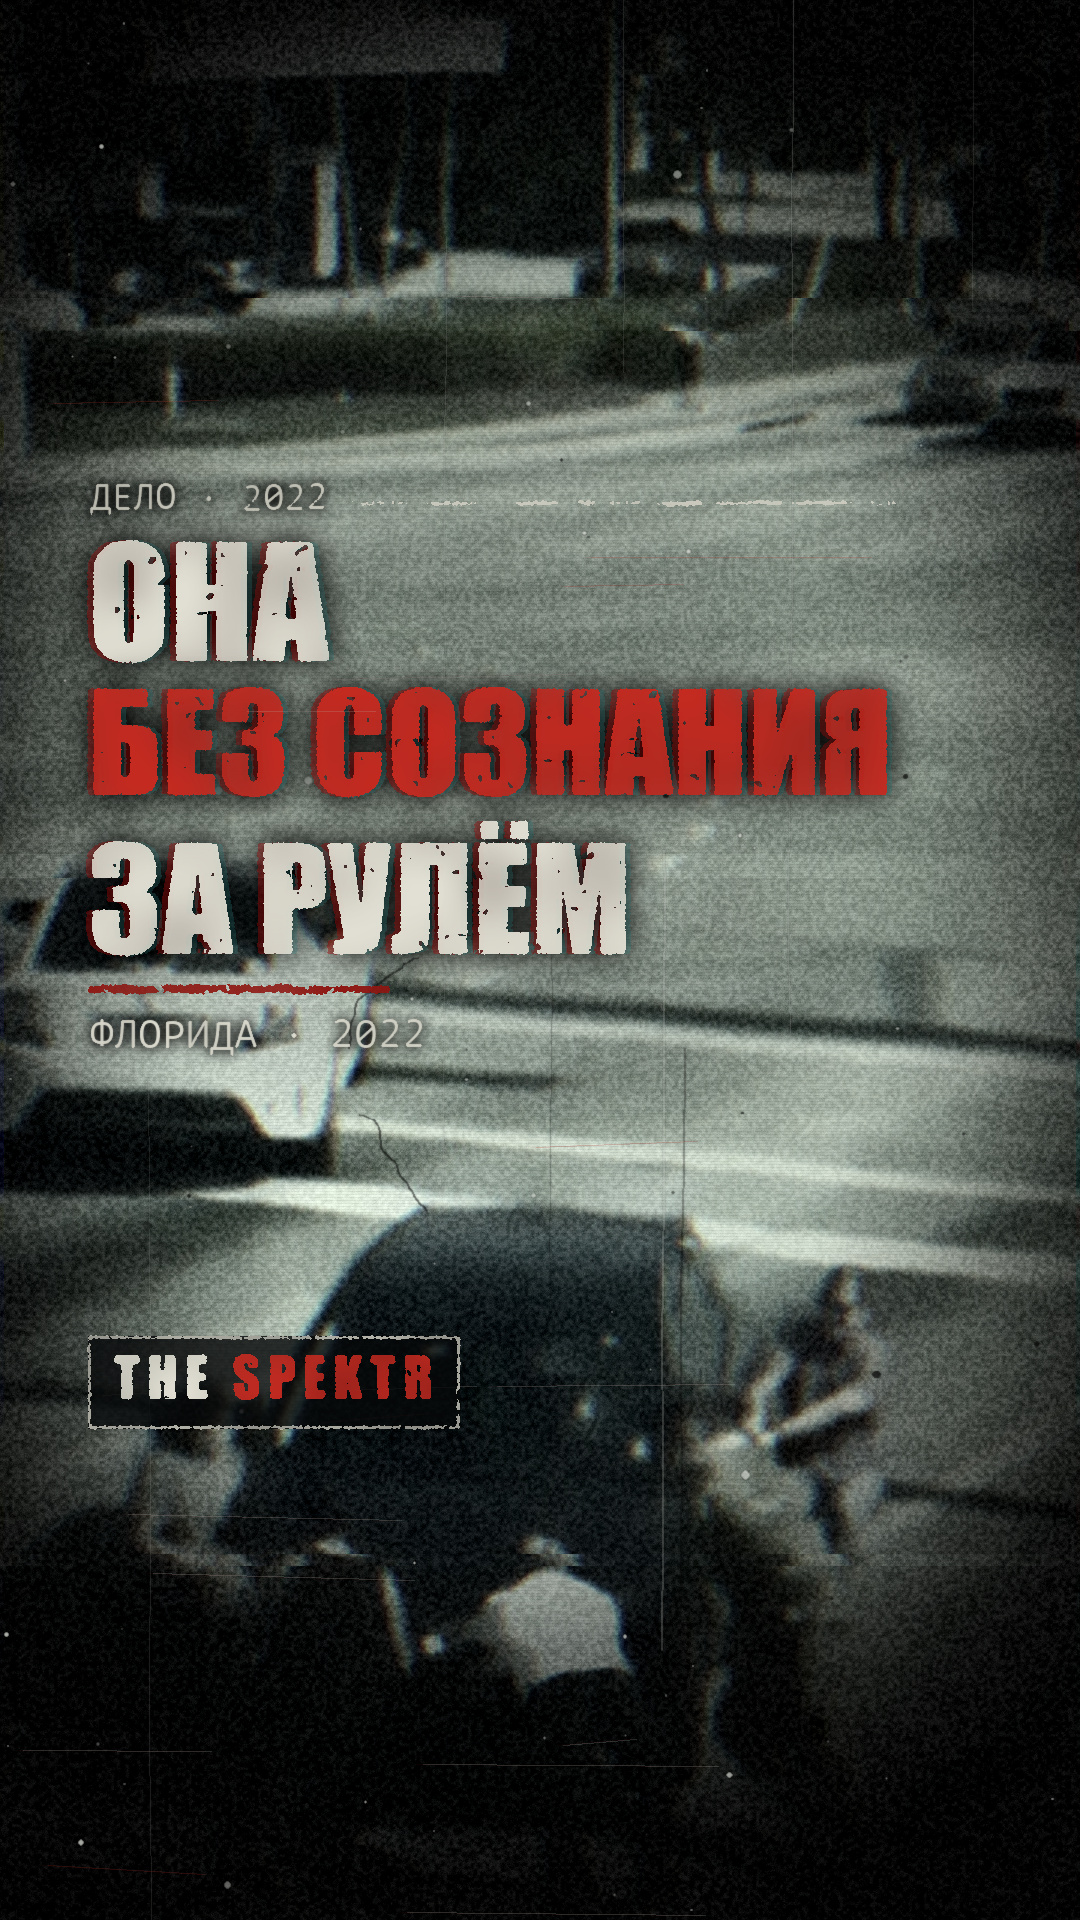 ДЕЛО · 2022
ОНА
БЕЗ СОЗНАНИЯ
ЗА РУЛЁМ
ФЛОРИДА · 2022
THE SPEKTR